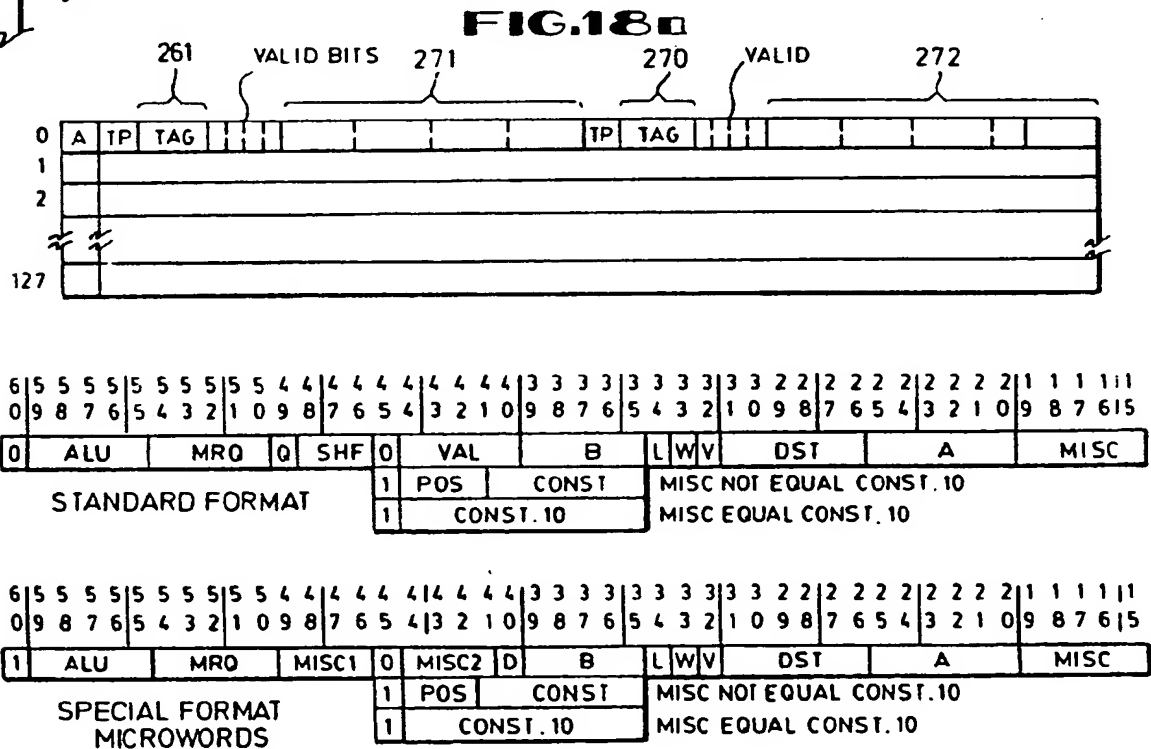 FIG.18a
261 VALID BITS 271 270 VALID 272
0 A TP TAG TP TAG
1
2
127
6 5 5 5 5 5 5 5 5 5 5 4 4 4 4 4 4 4 4 4 4 3 3 3 3 3 3 3 3 3 3 2 2 2 2 2 2 2 2 2 2 1 1 1 1 1
0 9 8 7 6 5 4 3 2 1 0 9 8 7 6 5 4 3 2 1 0 9 8 7 6 5 4 3 2 1 0 9 8 7 6 5 4 3 2 1 0 9 8 7 6 5
0 ALU MRQ Q SHF 0 VAL B L W V DST A MISC
STANDARD FORMAT
1 POS CONST MISC NOT EQUAL CONST.10
1 CONST.10 MISC EQUAL CONST.10
6 5 5 5 5 5 5 5 5 5 5 4 4 4 4 4 4 4 4 4 4 3 3 3 3 3 3 3 3 3 3 2 2 2 2 2 2 2 2 2 2 1 1 1 1 1
0 9 8 7 6 5 4 3 2 1 0 9 8 7 6 5 4 3 2 1 0 9 8 7 6 5 4 3 2 1 0 9 8 7 6 5 4 3 2 1 0 9 8 7 6 5
1 ALU MRQ MISC1 0 MISC2 D B L W V DST A MISC
1 POS CONST MISC NOT EQUAL CONST.10
1 CONST.10 MISC EQUAL CONST.10
SPECIAL FORMAT
MICROWORDS